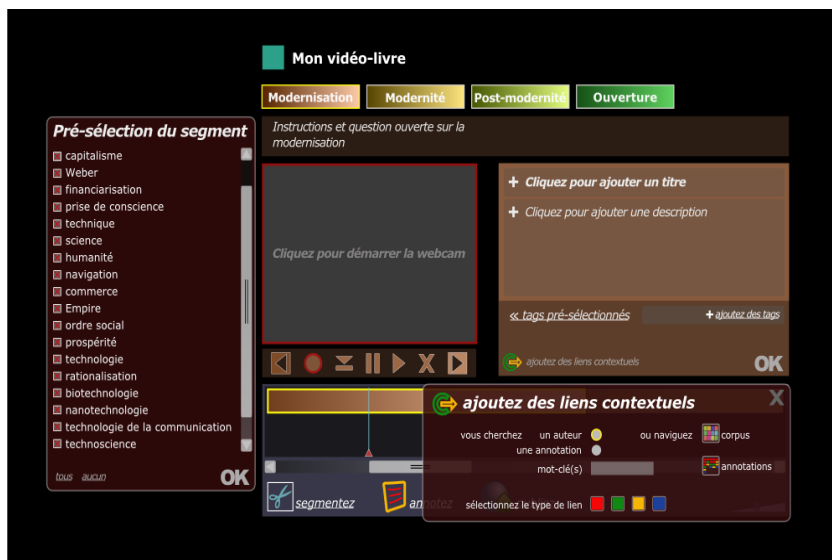 Mon vidéo-livre
Modernisation
Modernité
Post-modernité
Ouverture
Instructions et question ouverte sur la
modernisation
Pré-sélection du segment
capitalisme
Weber
financiarisation
prise de conscience
technique
science
humanité
navigation
commerce
Empire
ordre social
prospérité
technologie
rationalisation
biotechnologie
nanotechnologie
technologie de la communication
technoscience
tous aucun
OK
Cliquez pour démarrer la webcam
+ Cliquez pour ajouter un titre
+ Cliquez pour ajouter une description
« tags pré-sélectionnés
+ ajoutez des tags
ajoutez des liens contextuels
OK
X
segmentez
annotez
ajoutez des liens contextuels
X
vous cherchez un auteur ou naviguez corpus
une annotation
mot-clé(s) annotations
sélectionnez le type de lien